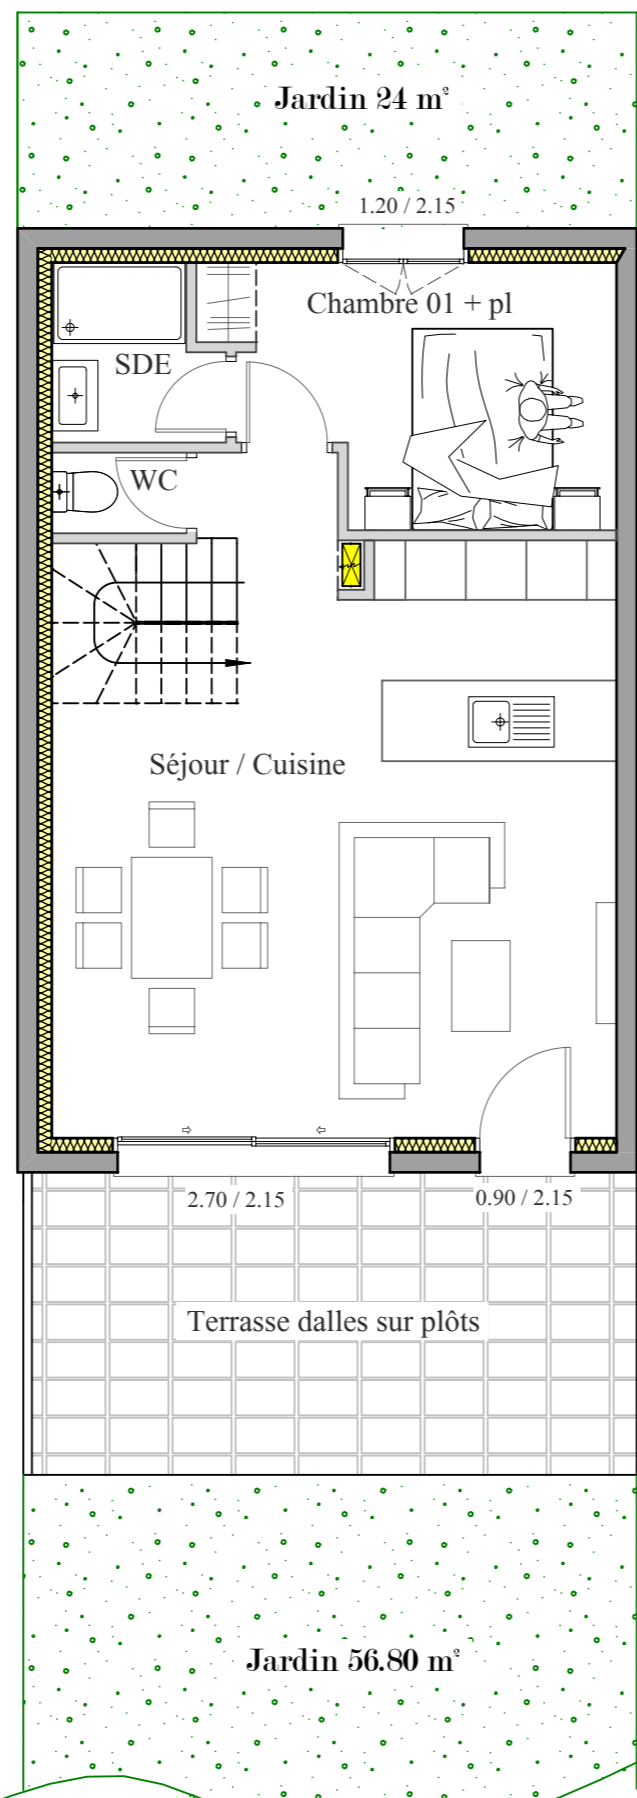 Jardin 24 m²
1.20 / 2.15
Chambre 01 + pl
SDE
WC
Séjour / Cuisine
2.70 / 2.15
0.90 / 2.15
Terrasse dalles sur plôts
Jardin 56.80 m²